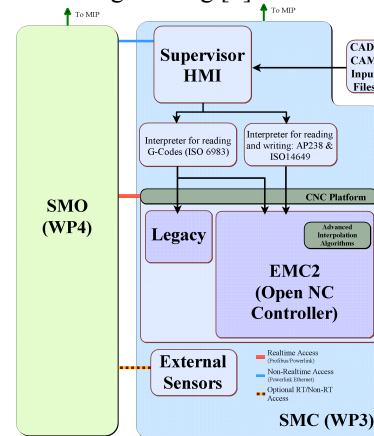 To MIP
To MIP
Supervisor
HMI
CAD
CAM
Inpu
Files
Interpreter for reading
G-Codes (ISO 6983)
Interpreter for reading
and writing: AP238 &
ISO14649
CNC Platform
SMO
(WP4)
Legacy
Advanced
Interpolation
Algorithms
EMC2
(Open NC
Controller)
External
Sensors
Realtime Access
(Profibus/Powerlink)
Non-Realtime Access
(Powerlink Ethernet)
Optional RT/Non-RT
Access
SMC (WP3)